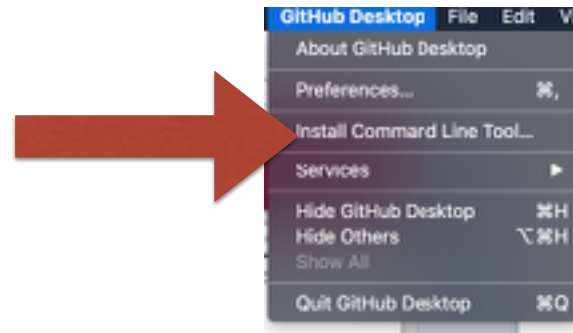 GitHub Desktop File Edit
About GitHub Desktop
Preferences... ⌘,
Install Command Line Tool...
Services ▶
Hide GitHub Desktop ⌘H
Hide Others ⌥⌘H
Show All
Quit GitHub Desktop ⌘Q